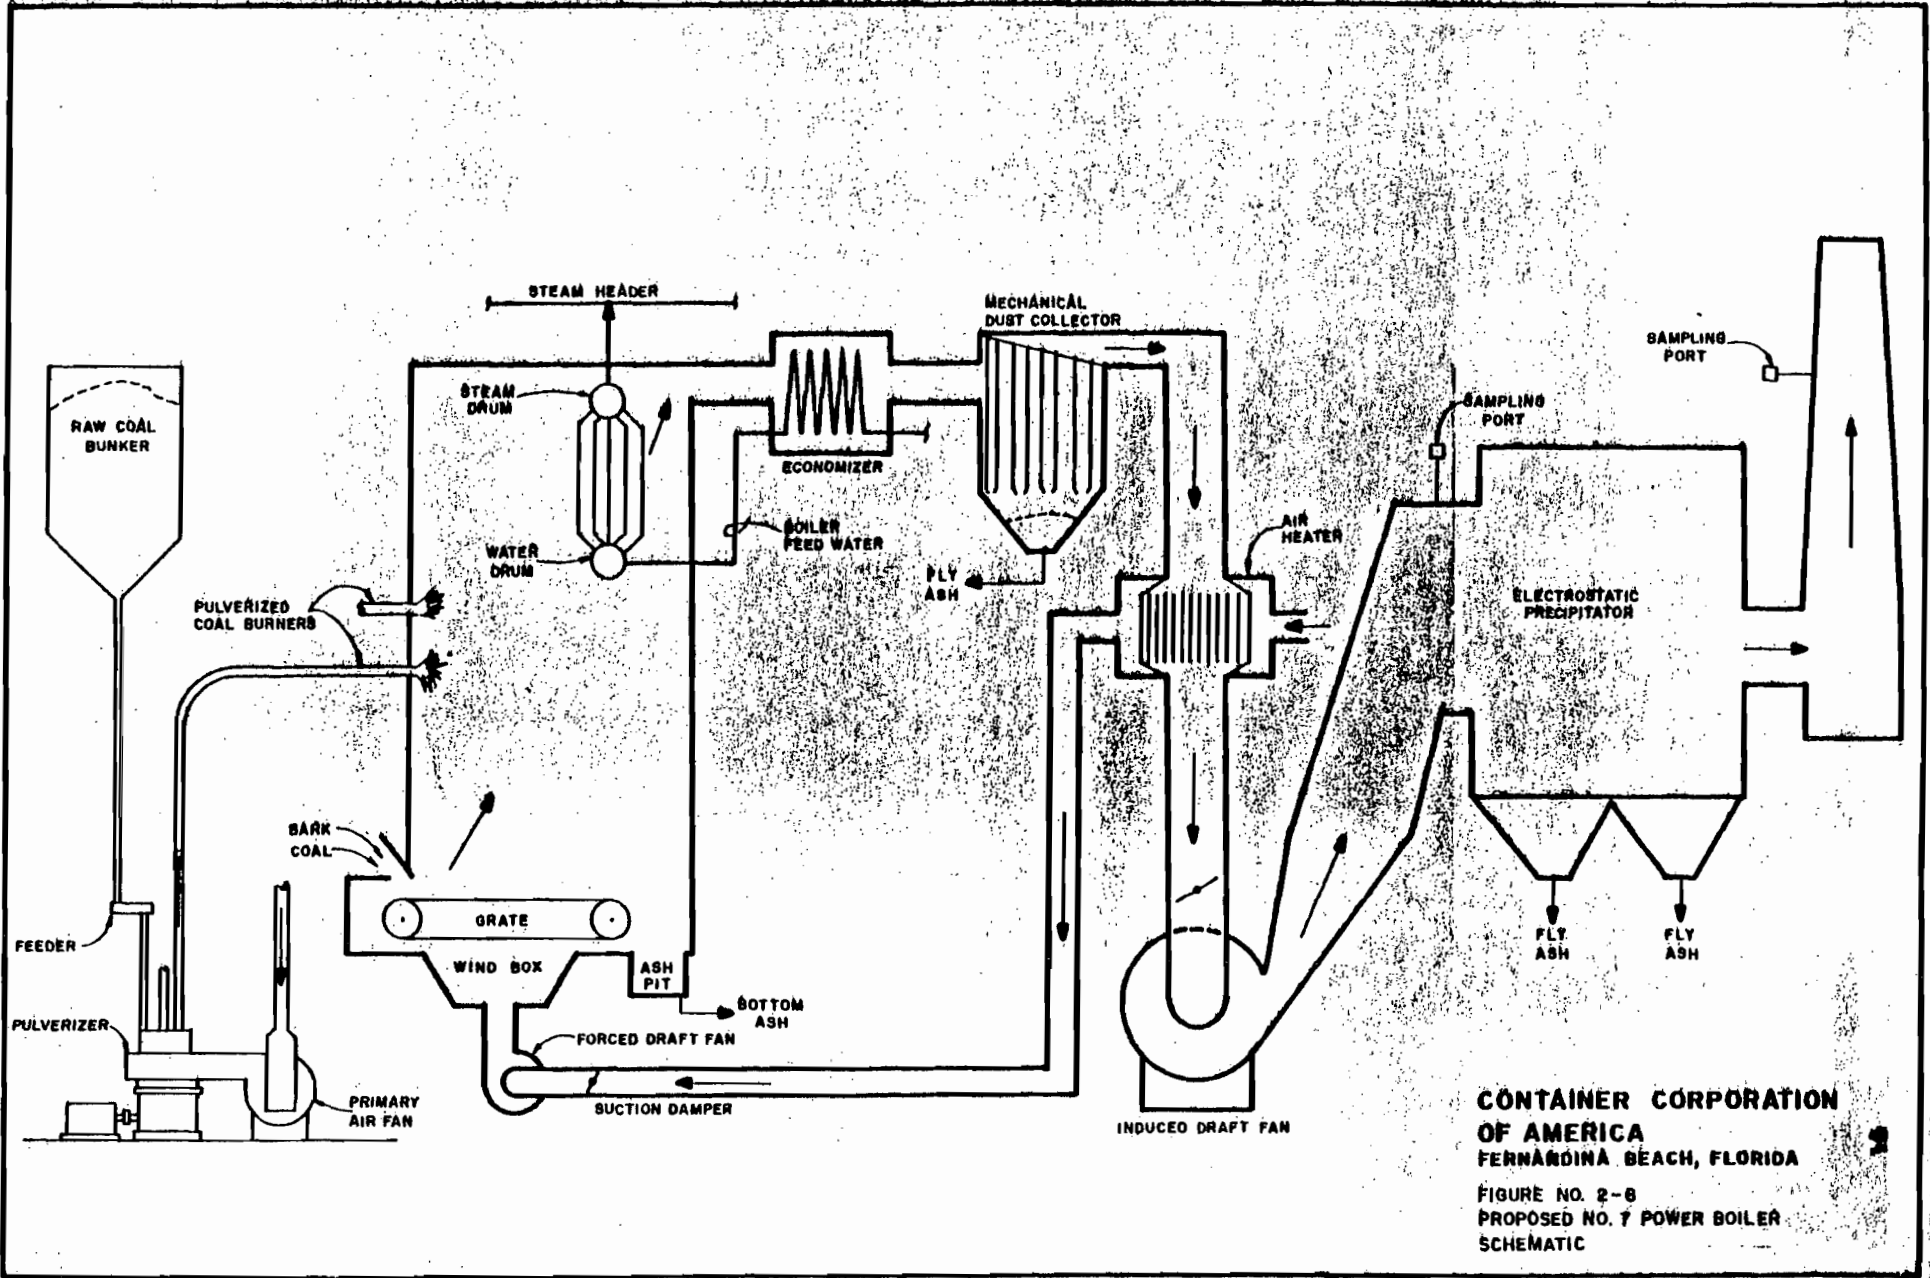 STEAM HEADER
MECHANICAL
DUST COLLECTOR
SAMPLING
PORT
RAW COAL
BUNKER
STEAM
DRUM
SAMPLING
PORT
ECONOMIZER
BOILER
FEED WATER
AIR
HEATER
WATER
DRUM
FLY
ASH
PULVERIZED
COAL BURNERS
ELECTROSTATIC
PRECIPITATOR
BARK
COAL
GRATE
FEEDER
WIND BOX
ASH
PIT
FLY
ASH
FLY
ASH
BOTTOM
ASH
PULVERIZER
FORCED DRAFT FAN
PRIMARY
AIR FAN
SUCTION DAMPER
INDUCED DRAFT FAN
CONTAINER CORPORATION
OF AMERICA
FERNANDINA BEACH, FLORIDA
FIGURE NO. 2-6
PROPOSED NO. 7 POWER BOILER
SCHEMATIC